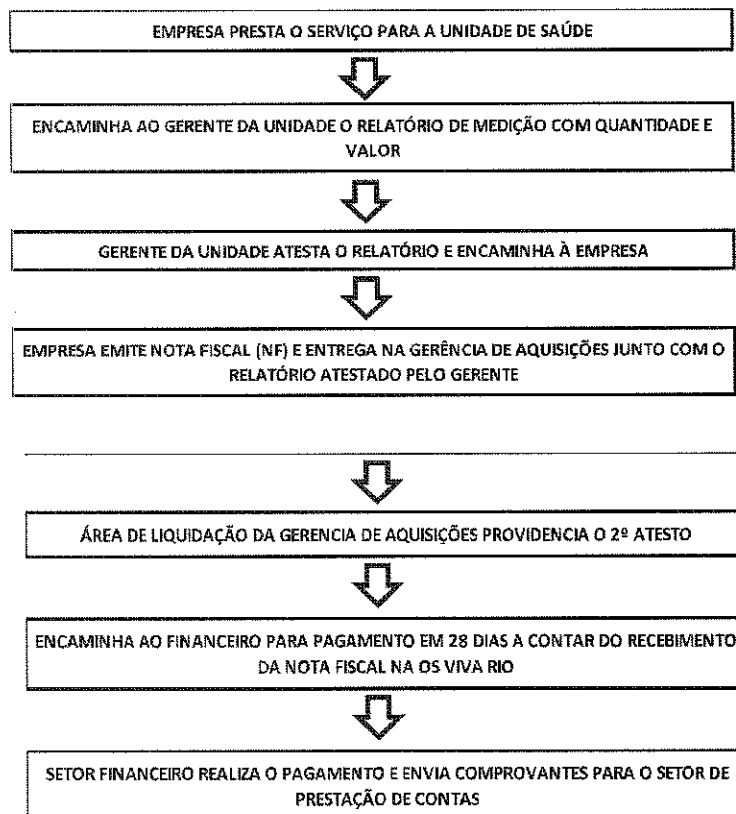 EMPRESA PRESTA O SERVIÇO PARA A UNIDADE DE SAÚDE
ENCAMINHA AO GERENTE DA UNIDADE O RELATÓRIO DE MEDIÇÃO COM QUANTIDADE E
VALOR
GERENTE DA UNIDADE ATESTA O RELATÓRIO E ENCAMINHA À EMPRESA
EMPRESA EMITE NOTA FISCAL (NF) E ENTREGA NA GERÊNCIA DE AQUISIÇÕES JUNTO COM O
RELATÓRIO ATESTADO PELO GERENTE
ÁREA DE LIQUIDAÇÃO DA GERENCIA DE AQUISIÇÕES PROVIDENCIA O 2º ATESTO
ENCAMINHA AO FINANCEIRO PARA PAGAMENTO EM 28 DIAS A CONTAR DO RECEBIMENTO
DA NOTA FISCAL NA OS VIVA RIO
SETOR FINANCEIRO REALIZA O PAGAMENTO E ENVIA COMPROVANTES PARA O SETOR DE
PRESTAÇÃO DE CONTAS